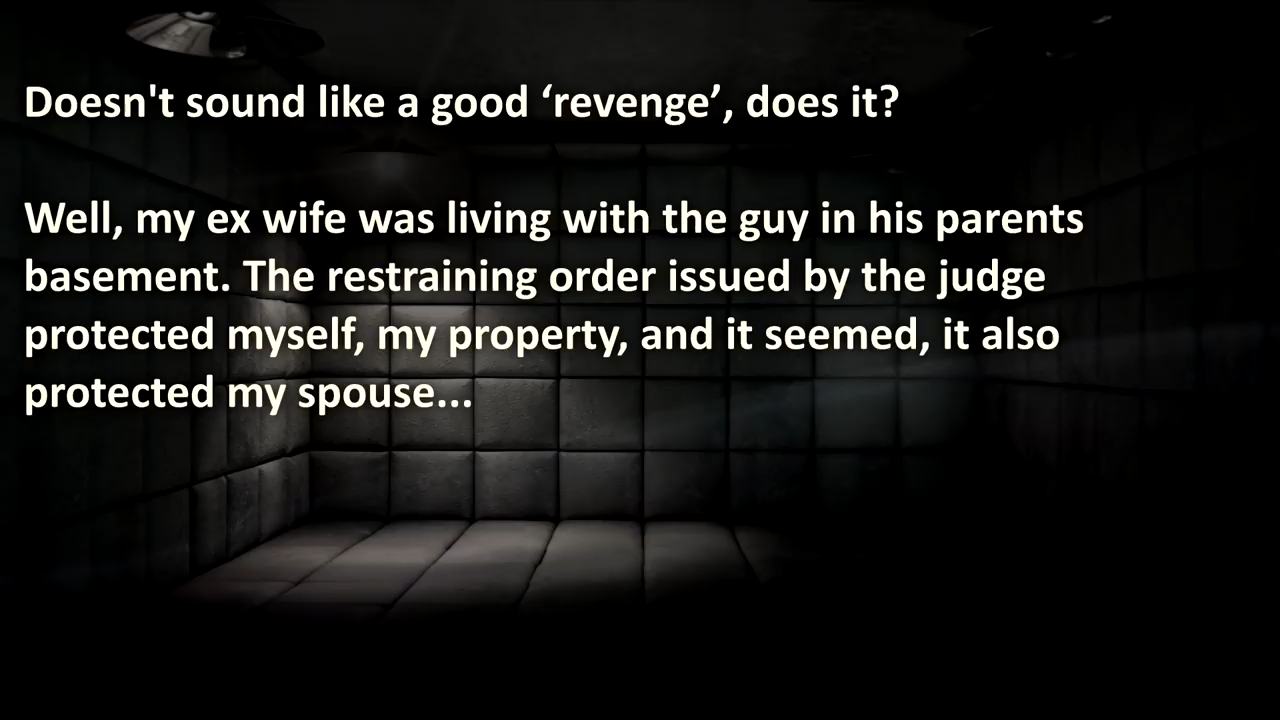 Doesn't sound like a good ‘revenge’, does it?
Well, my ex wife was living with the guy in his parents
basement. The restraining order issued by the judge
protected myself, my property, and it seemed, it also
protected my spouse...